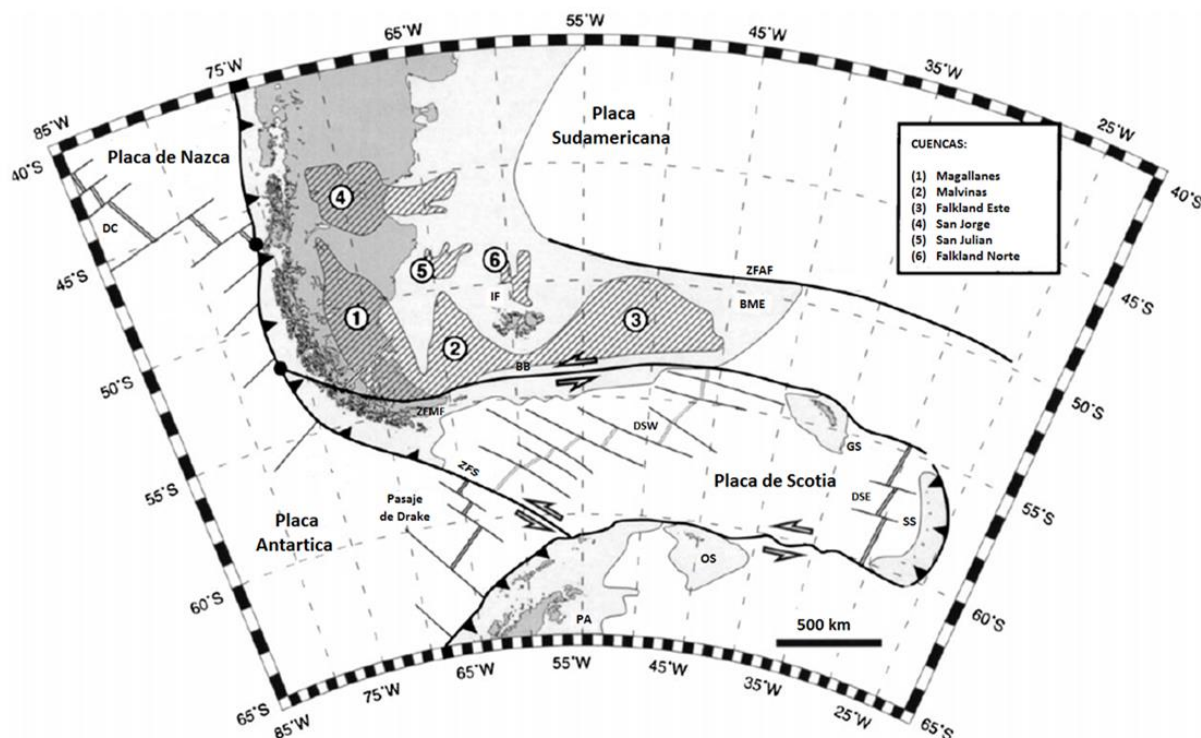 75°W
65°W
55°W
45°W
35°W
25°W
85°W
40°S
45°S
50°S
55°S
60°S
65°S
85°W
75°W
65°W
55°W
45°W
35°W
25°W
65°S
60°S
55°S
50°S
45°S
40°S
Placa
Sudamericana
Placa de Nazca
CUENCAS:
(1) Magallanes
(2) Malvinas
(3) Falkland Este
(4) San Jorge
(5) San Julian
(6) Falkland Norte
DC
4
5
6
IF
ZFAF
BME
1
2
3
BB
ZFMF
DSW
GS
ZFS
Placa de Scotia
DSE
SS
Pasaje
de Drake
Placa
Antartica
OS
PA
500 km